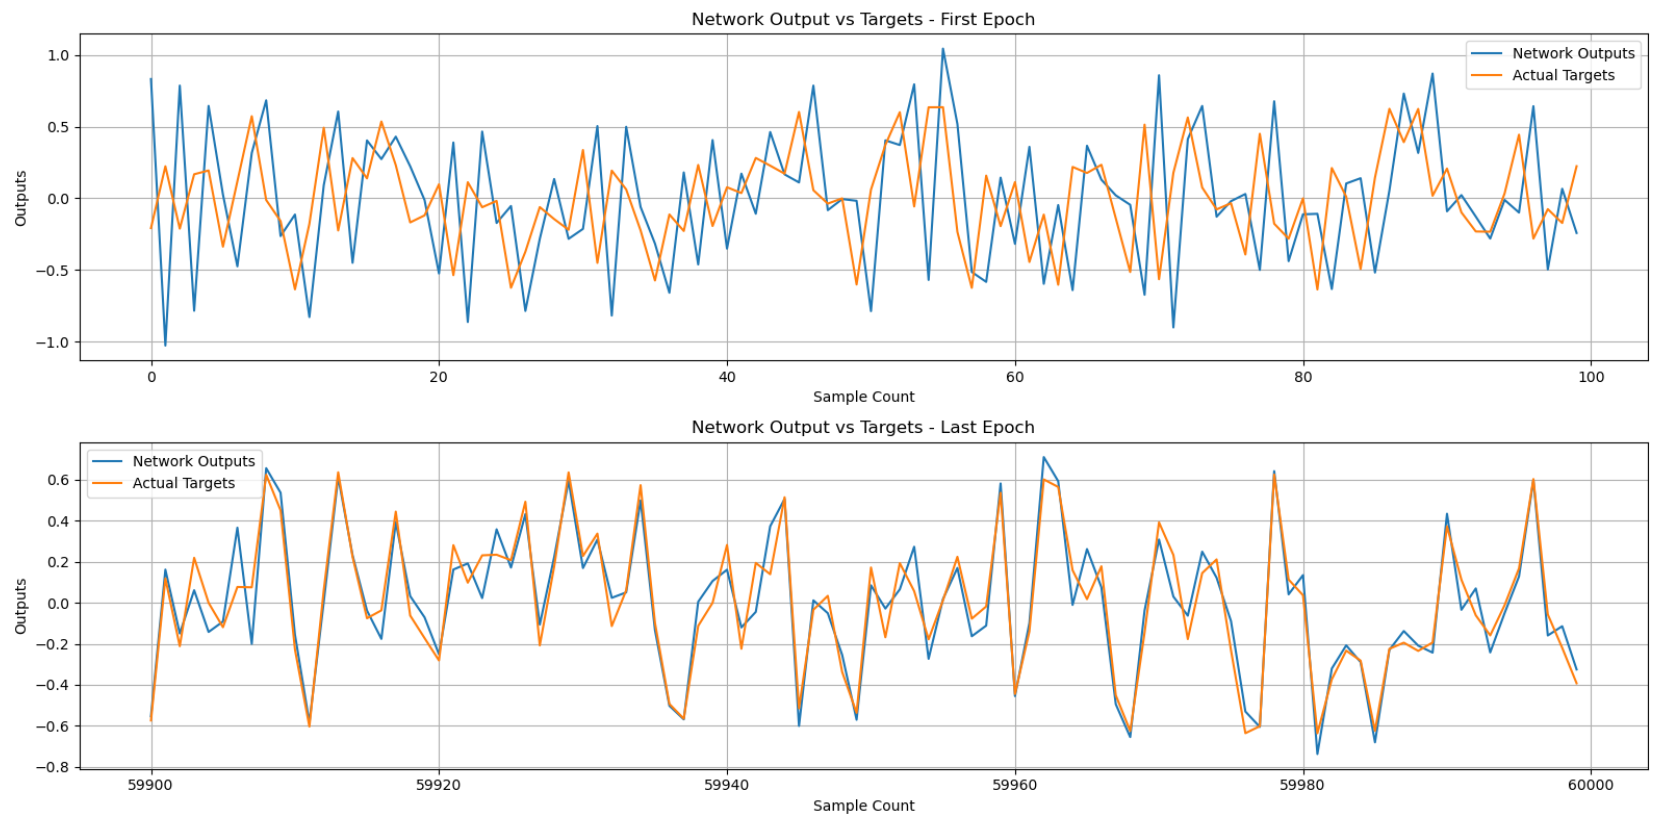 Network Output vs Targets - First Epoch
1.0
0.5
0.0
−0.5
−1.0
Outputs
Network Outputs
Actual Targets
0 20 40 60 80 100
Sample Count
Network Output vs Targets - Last Epoch
0.6
0.4
0.2
0.0
−0.2
−0.4
−0.6
−0.8
Outputs
Network Outputs
Actual Targets
59900 59920 59940 59960 59980 60000
Sample Count